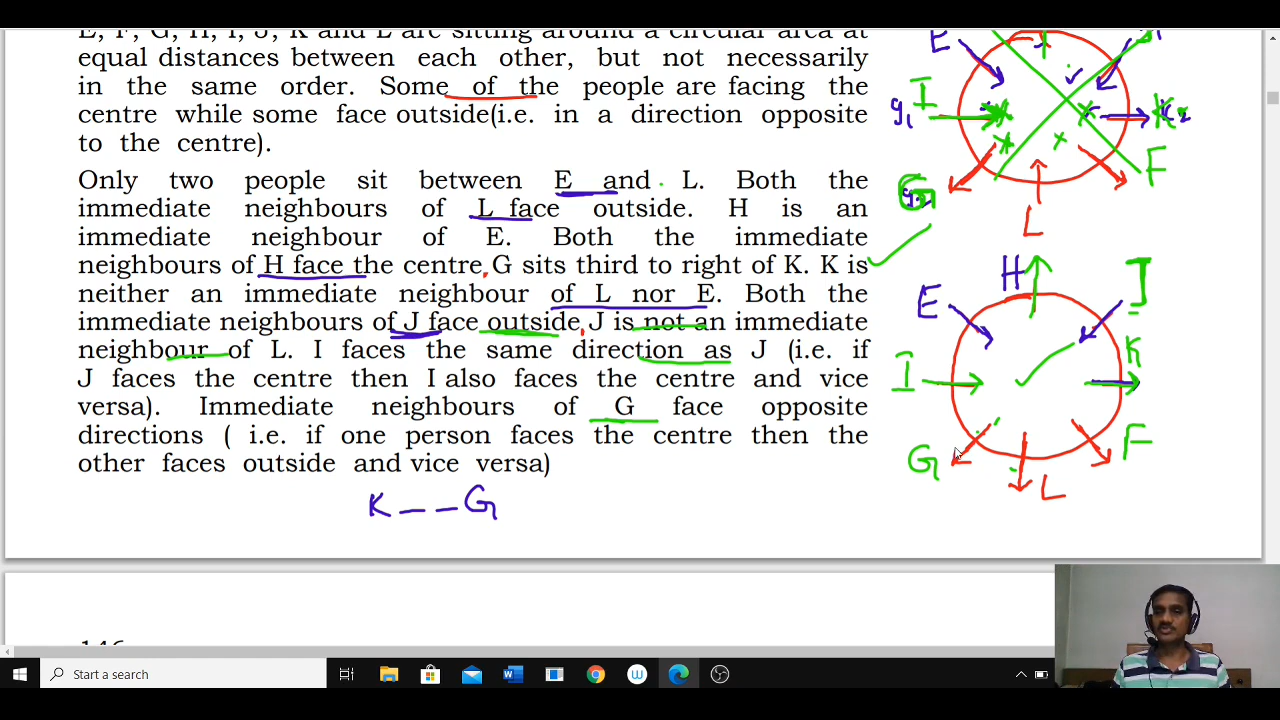 E, F, G, H, I, J, K and L are sitting around a circular area at
equal distances between each other, but not necessarily
in the same order. Some of the people are facing the
centre while some face outside(i.e. in a direction opposite
to the centre).
Only two people sit between E and L. Both the
immediate neighbours of L face outside. H is an
immediate neighbour of E. Both the immediate
neighbours of H face the centre. G sits third to right of K. K is
neither an immediate neighbour of L nor E. Both the
immediate neighbours of J face outside. J is not an immediate
neighbour of L. I faces the same direction as J (i.e. if
J faces the centre then I also faces the centre and vice
versa). Immediate neighbours of G face opposite
directions ( i.e. if one person faces the centre then the
other faces outside and vice versa)
K _ _ G
E
I
g1
K2
G
F
L
H
E
J
I
K
G
F
L
146
Start a search